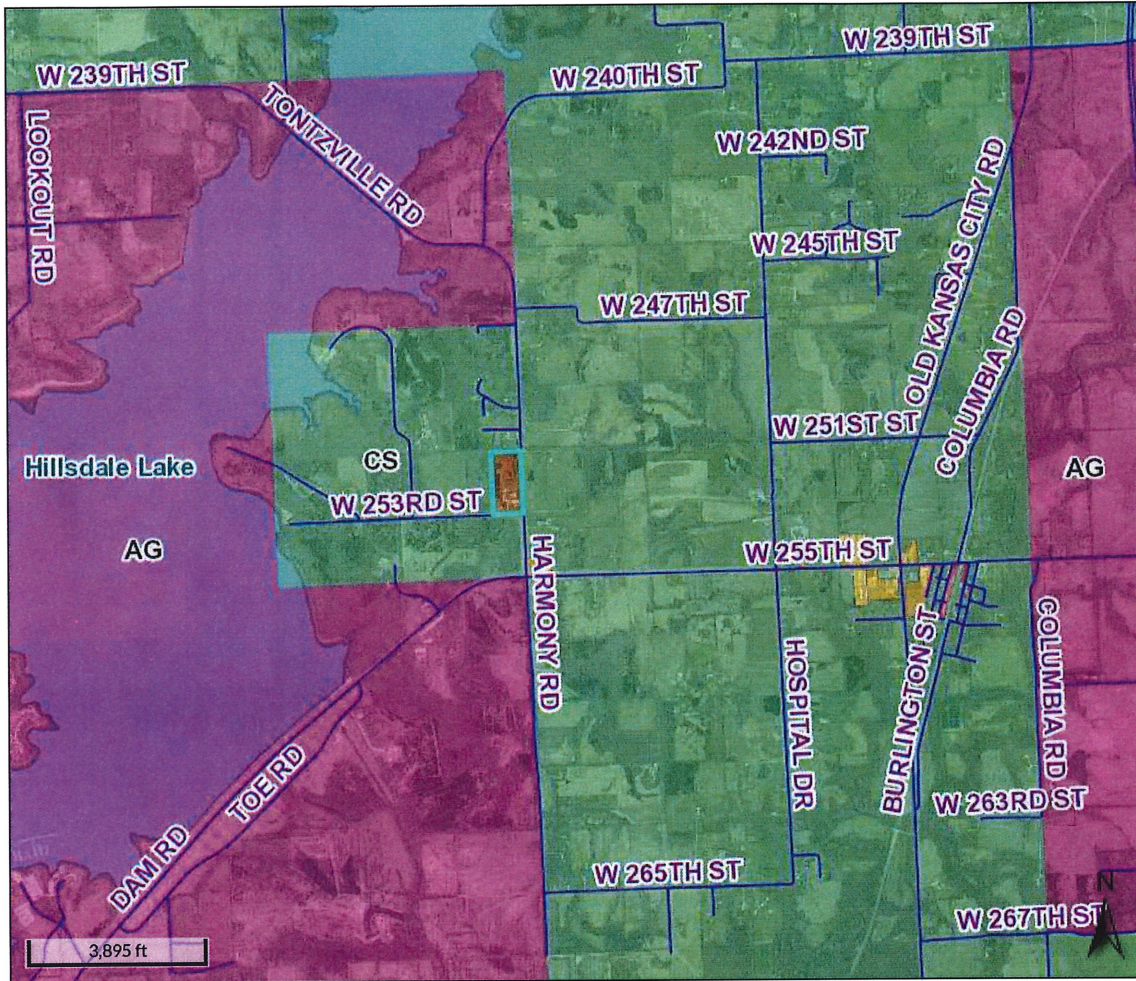 W 239TH ST
W 239TH ST
W 240TH ST
TONTZVILLE RD
LOOKOUT RD
W 242ND ST
OLD KANSAS CITY RD
W 245TH ST
W 247TH ST
COLUMBIA RD
W 251ST ST
Hillsdale Lake
CS
AG
W 253RD ST
AG
W 255TH ST
HARMONY RD
HOSPITAL DR
BURLINGTON ST
COLUMBIA RD
TOE RD
W 263RD ST
DAM RD
W 265TH ST
N
W 267TH ST
3,895 ft